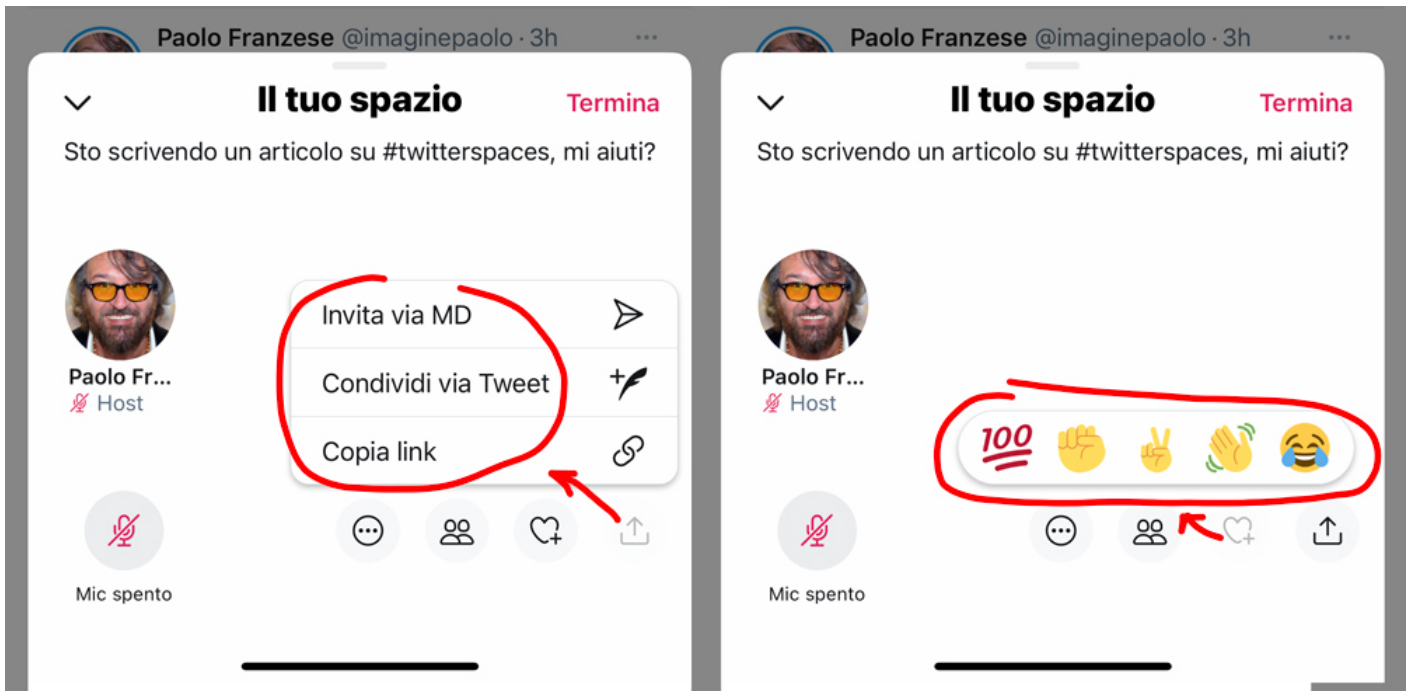 Paolo Franzese @imaginepaolo · 3h
Il tuo spazio
Termina
Sto scrivendo un articolo su #twitterspaces, mi aiuti?
Invita via MD
Condividi via Tweet
Copia link
Paolo Fr...
Host
Mic spento
Paolo Franzese @imaginepaolo · 3h
Il tuo spazio
Termina
Sto scrivendo un articolo su #twitterspaces, mi aiuti?
Paolo Fr...
Host
100
Mic spento